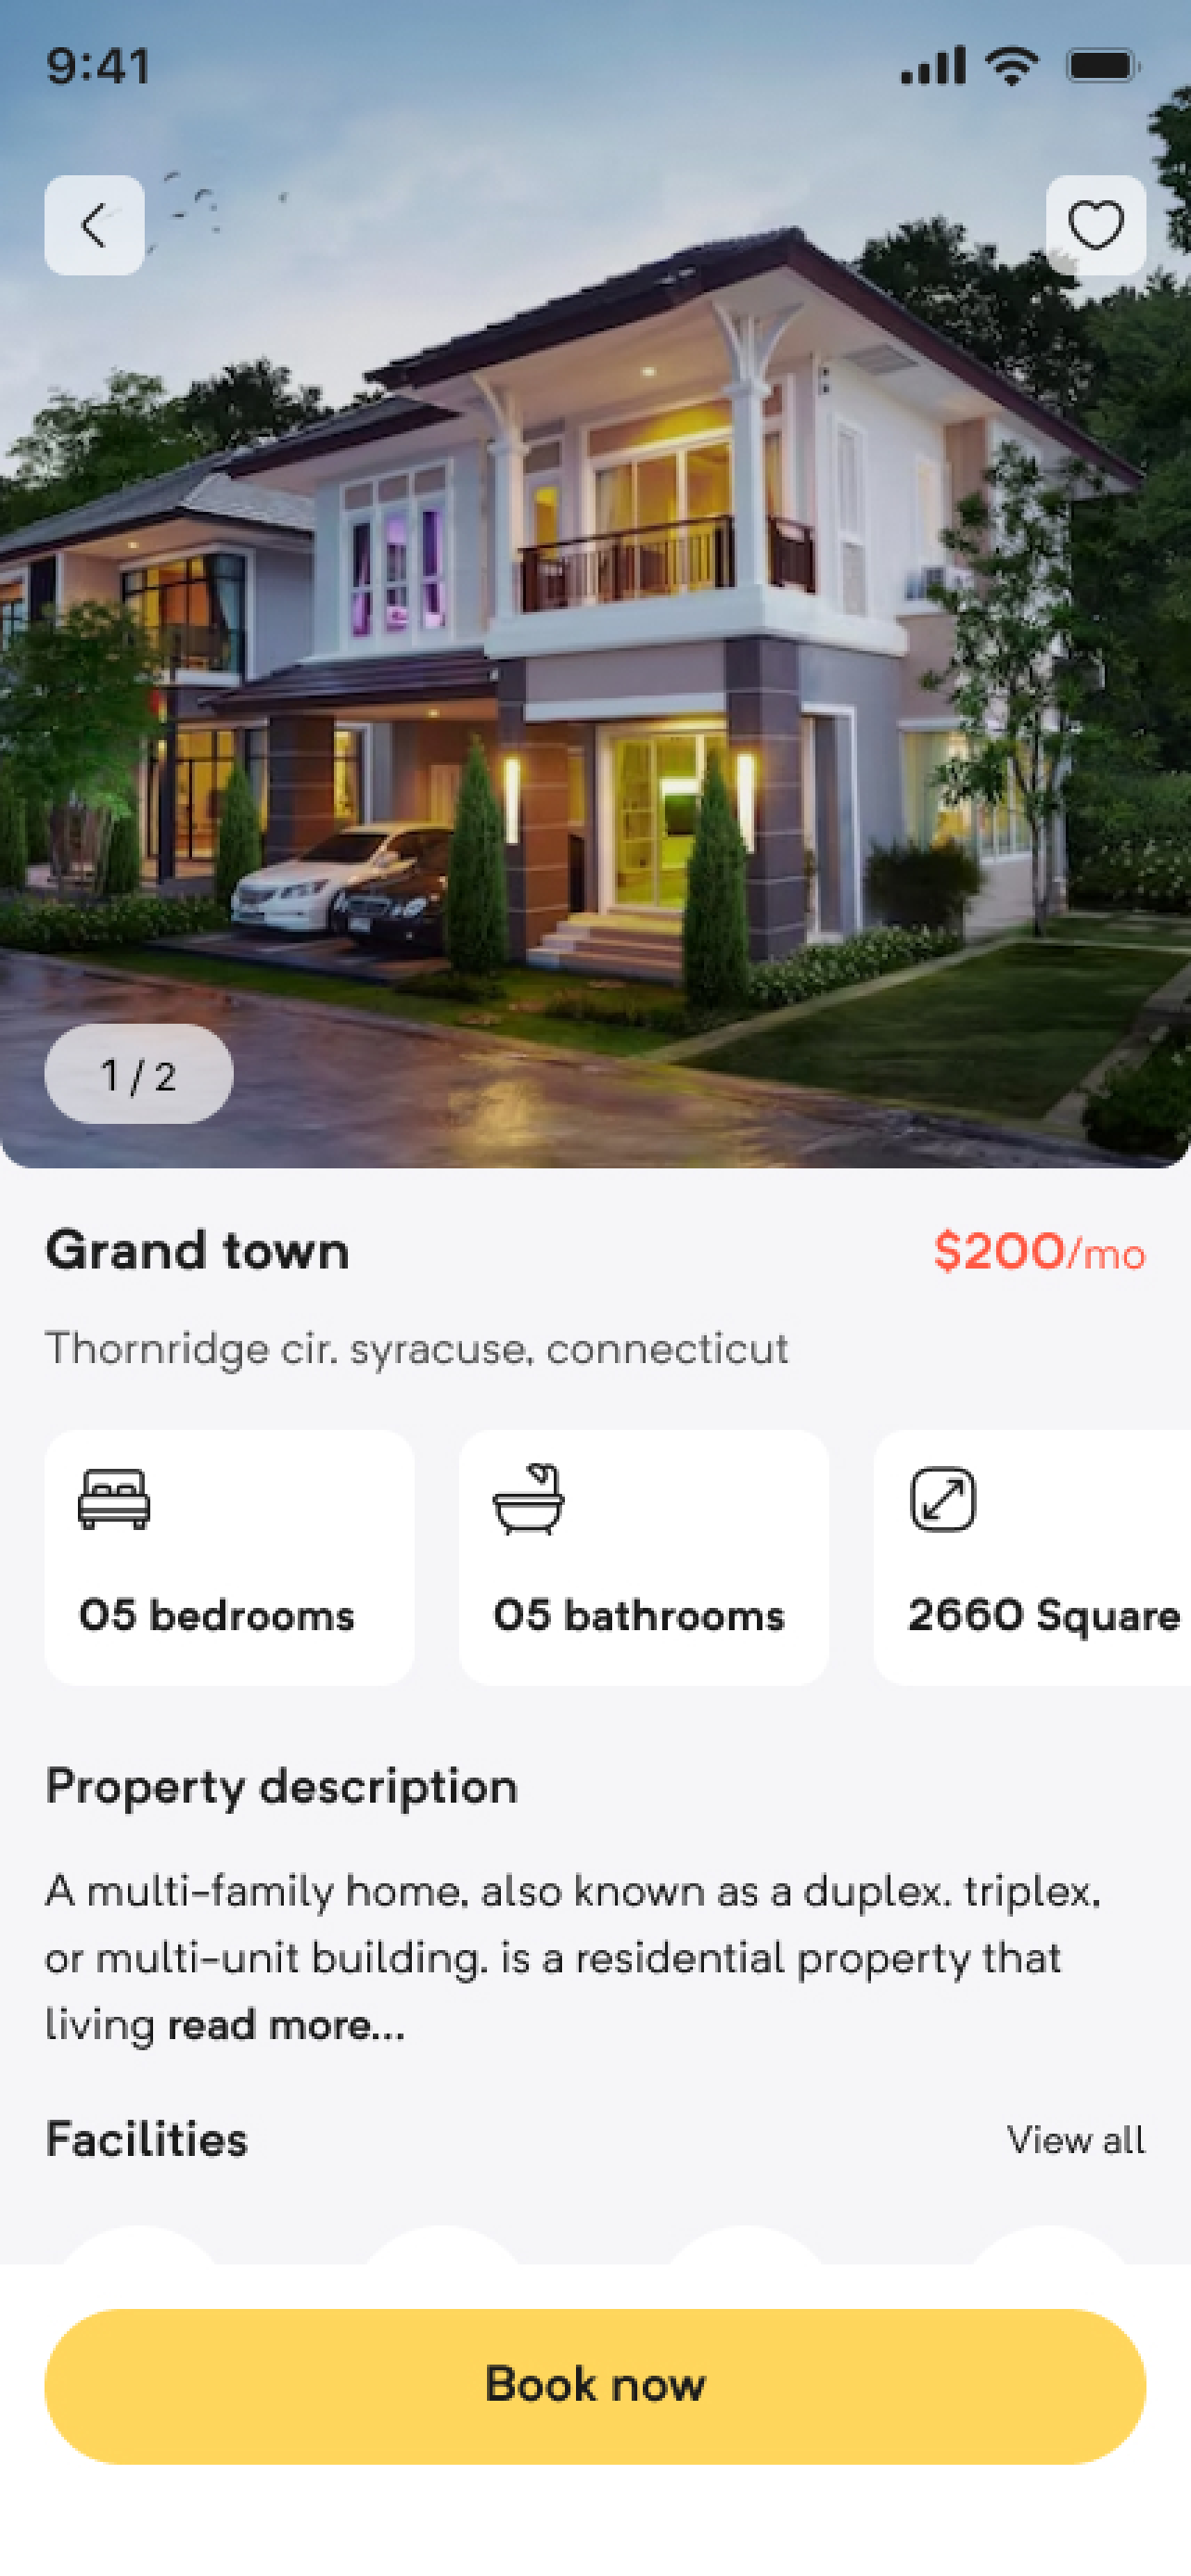 9:41
1 / 2
Grand town
$200/mo
Thornridge cir. syracuse, connecticut
05 bedrooms
05 bathrooms
2660 Square
Property description
A multi-family home, also known as a duplex. triplex.
or multi-unit building. is a residential property that
living read more...
Facilities
View all
Book now